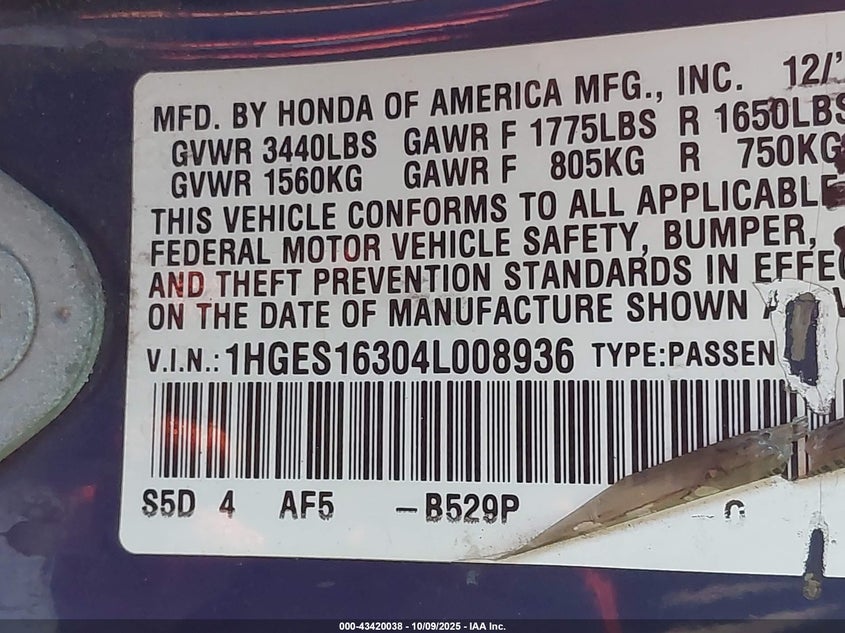 MFD. BY HONDA OF AMERICA MFG., INC. 12/
GVWR 3440LBS GAWR F 1775LBS R 1650LBS
GVWR 1560KG GAWR F 805KG R 750KG
THIS VEHICLE CONFORMS TO ALL APPLICABLE
FEDERAL MOTOR VEHICLE SAFETY, BUMPER,
AND THEFT PREVENTION STANDARDS IN EFFEC
ON THE DATE OF MANUFACTURE SHOWN A
V.I.N.: 1HGES16304L008936 TYPE:PASSEN
S5D 4 AF5 – B529P – G
000-43420038 - 10/09/2025 - IAA Inc.